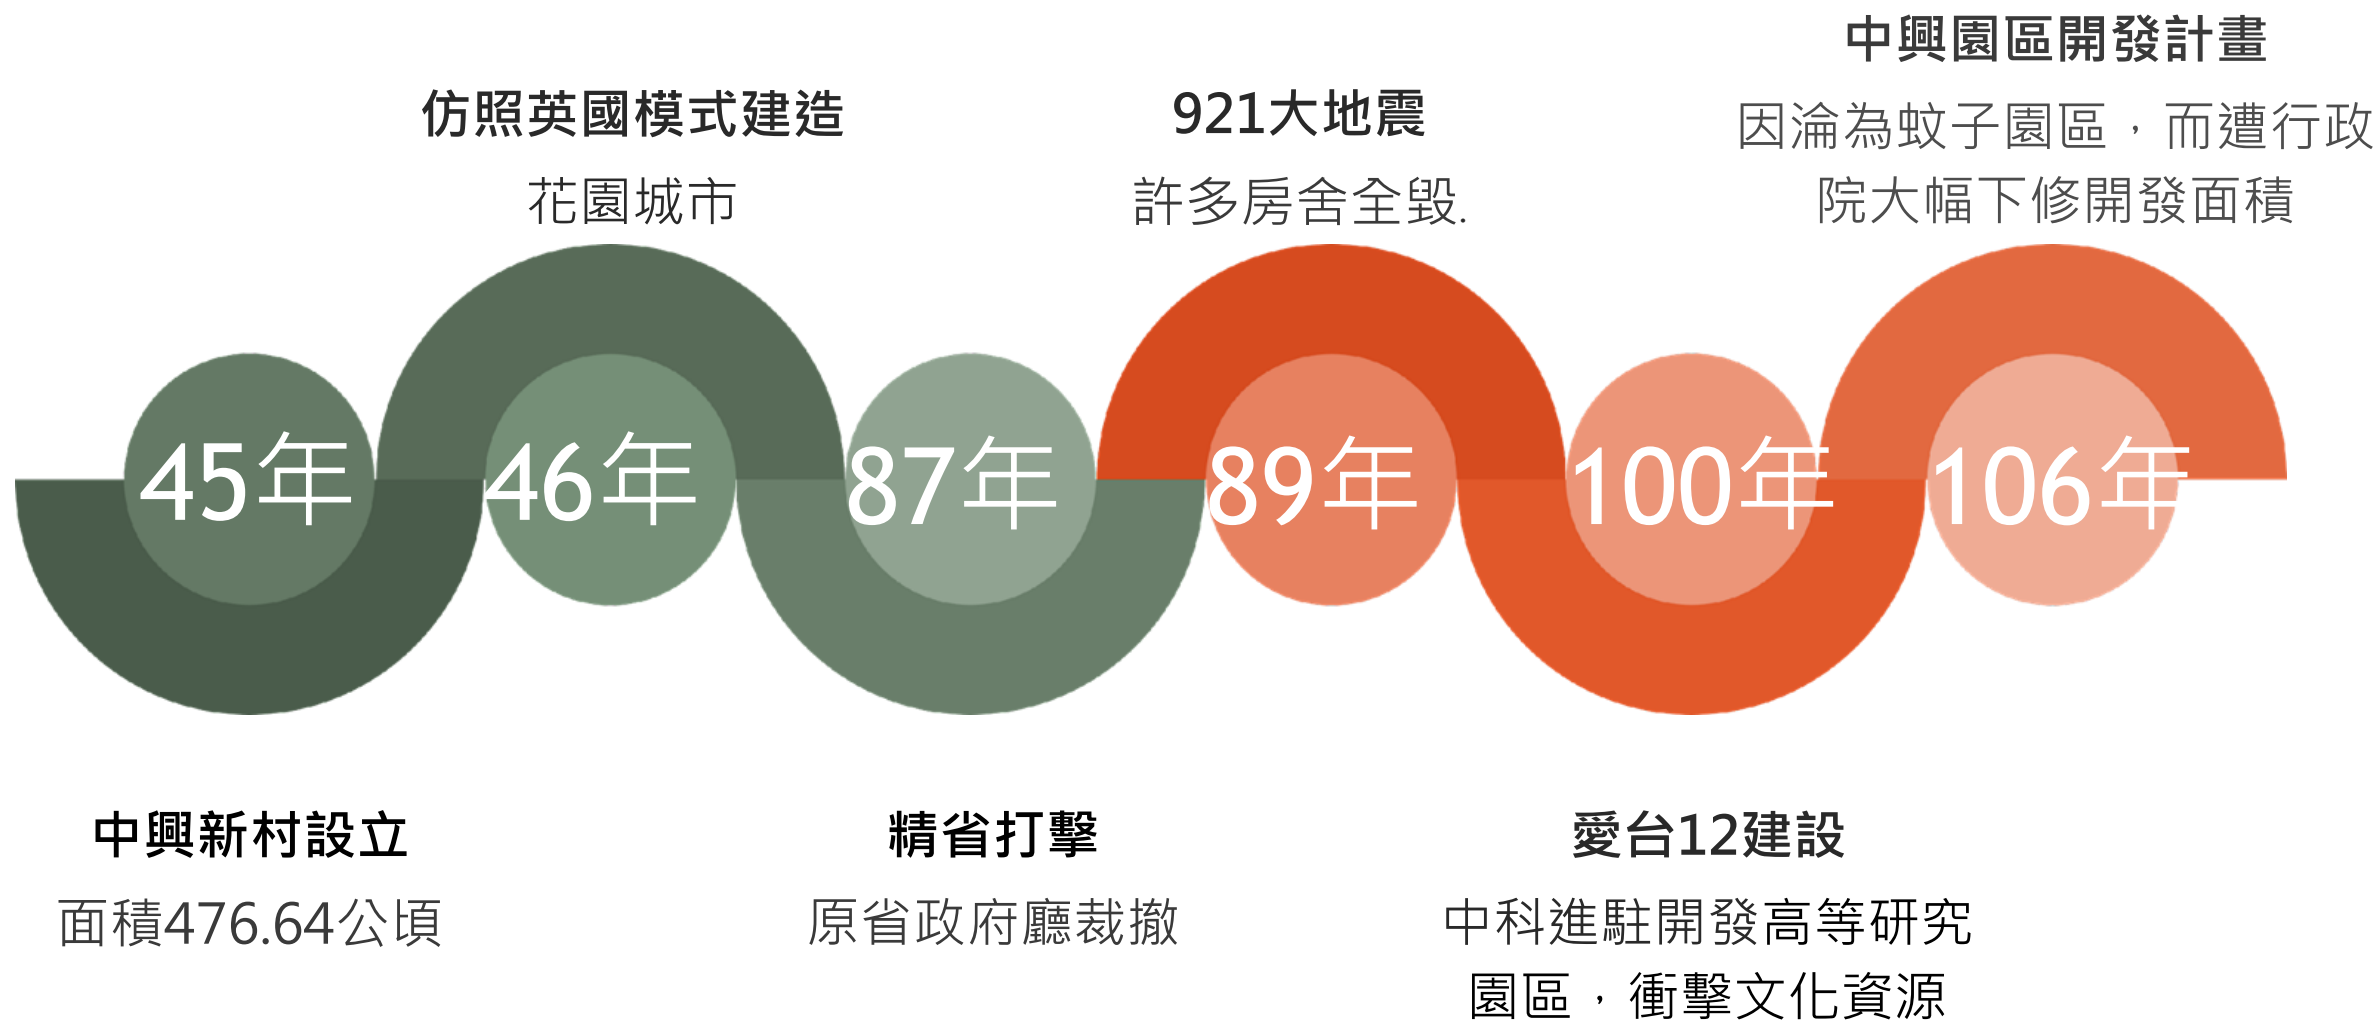 中興園區開發計畫
因淪為蚊子園區，而遭行政
院大幅下修開發面積
仿照英國模式建造
花園城市
921大地震
許多房舍全毀.
45年
46年
87年
89年
100年
106年
中興新村設立
面積476.64公頃
精省打擊
原省政府廳裁撤
愛台12建設
中科進駐開發高等研究
園區，衝擊文化資源